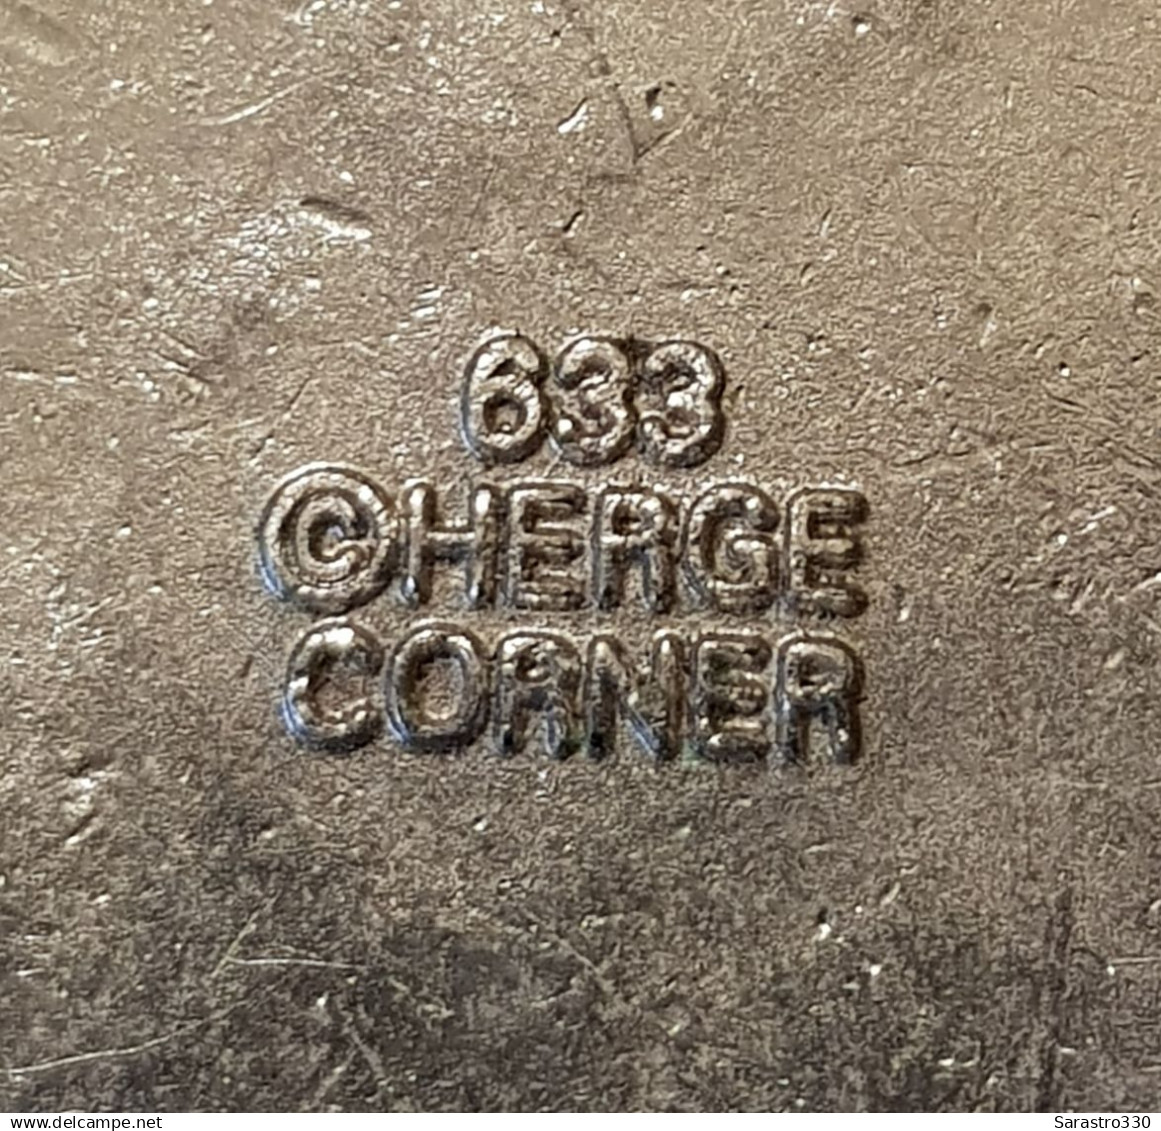 633
©HERGE
CORNER
www.delcampe.net
Sarastro330